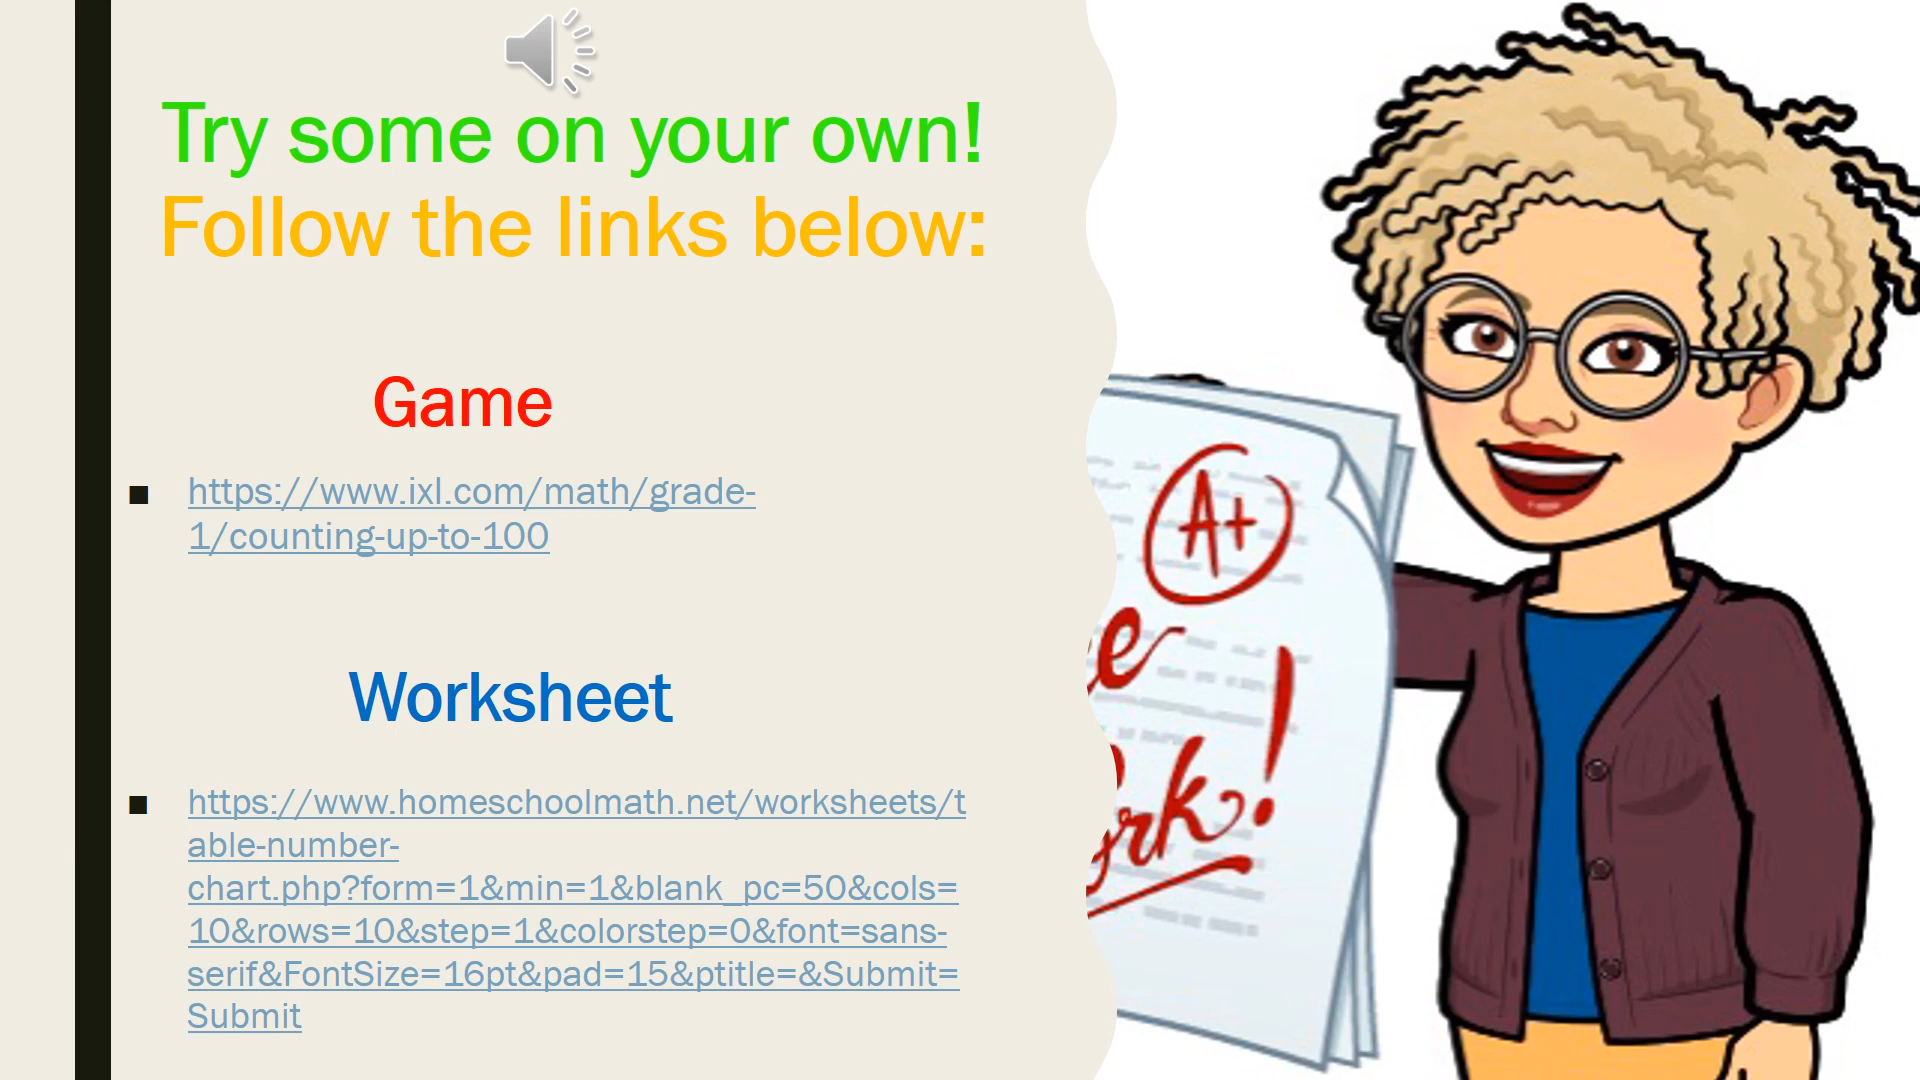 Try some on your own!
Follow the links below:
Game
https://www.ixl.com/math/grade-
1/counting-up-to-100
Worksheet
https://www.homeschoolmath.net/worksheets/t
able-number-
chart.php?form=1&min=1&blank_pc=50&cols=
10&rows=10&step=1&colorstep=0&font=sans-
serif&FontSize=16pt&pad=15&ptitle=&Submit=
Submit
A+
e
rk!